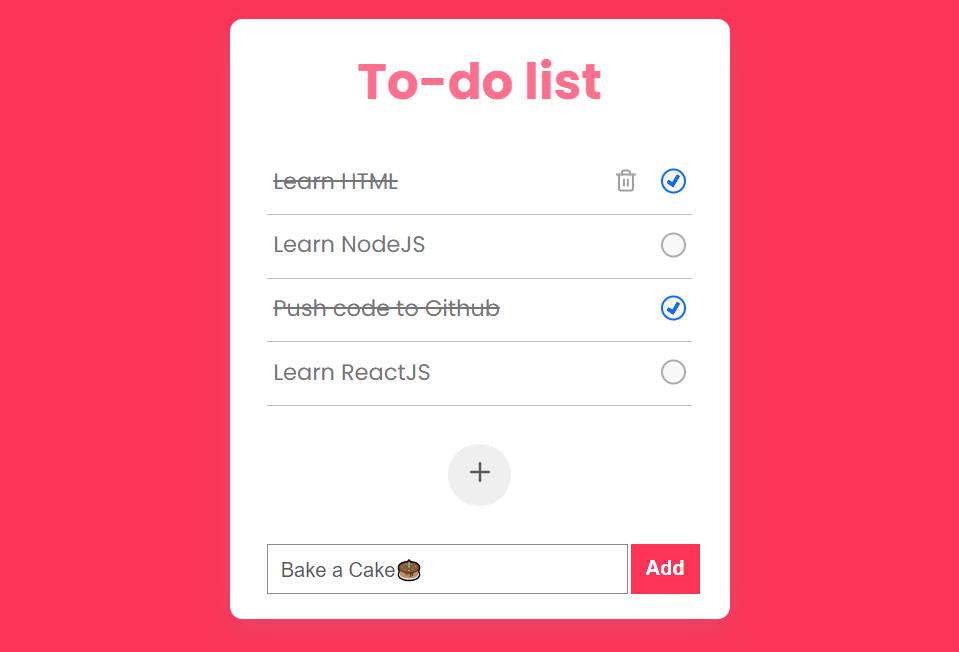 To-do list
Learn HTML
Learn NodeJS
Push code to Github
Learn ReactJS
+
Bake a Cake🎂 Add